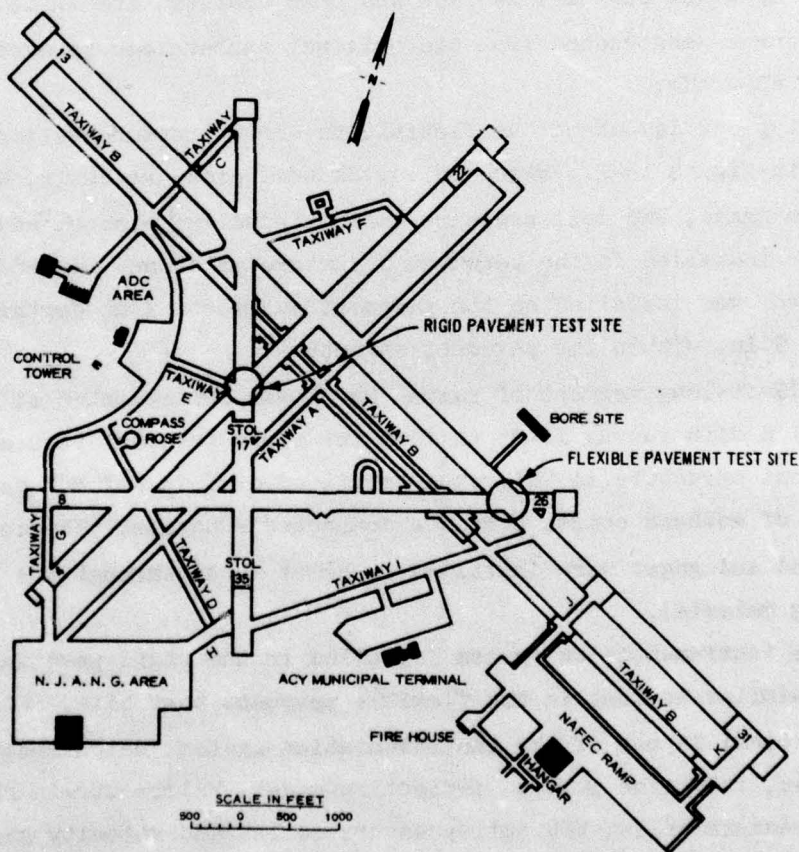 N
13
TAXIWAY B
TAXIWAY
C
22
TAXIWAY F
ADC
AREA
RIGID PAVEMENT TEST SITE
CONTROL
TOWER
TAXIWAY
E
COMPASS
ROSE
STOL
17
TAXIWAY A
TAXIWAY B
BORE SITE
FLEXIBLE PAVEMENT TEST SITE
8
26
TAXIWAY
G
TAXIWAY D
STOL
35
TAXIWAY I
H
J
N.J.A.N.G. AREA
ACY MUNICIPAL TERMINAL
TAXIWAY B
NAFEC RAMP
K
31
FIRE HOUSE
HANGAR
SCALE IN FEET
500 0 500 1000